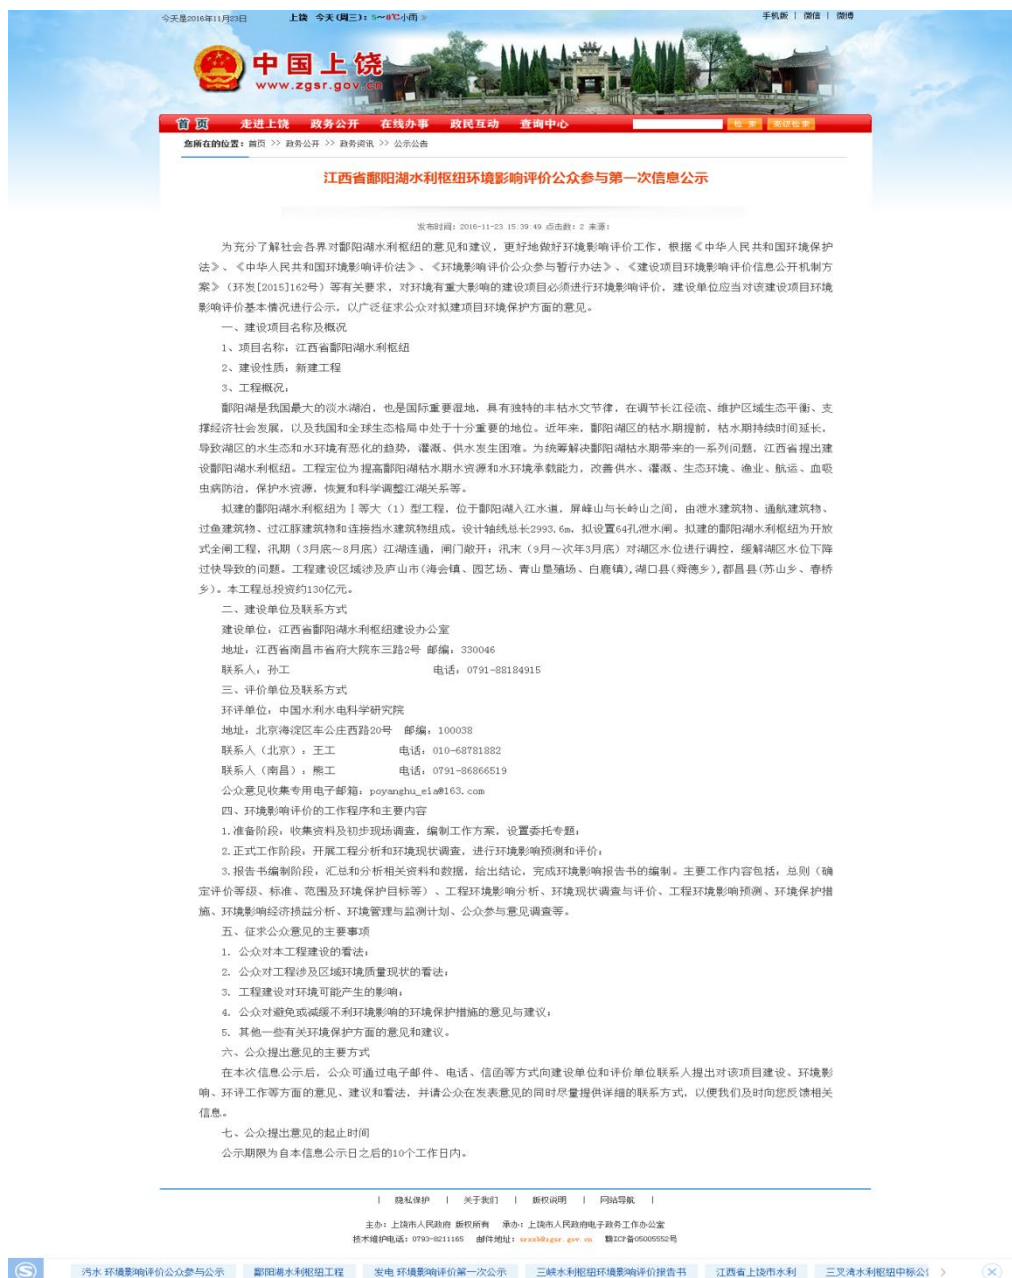 今天是2016年11月23日
上饶 今天(周三)：5～8℃小雨 »
手机版 | 微信 | 微博
中国上饶
www.zgsr.gov.cn
首页 走进上饶 政务公开 在线办事 政民互动 查询中心 检索 高级检索
您所在的位置：首页 >> 政务公开 >> 政务资讯 >> 公示公告
江西省鄱阳湖水利枢纽环境影响评价公众参与第一次信息公示
发布时间：2016-11-23 15:39:49 点击数：2 来源：
为充分了解社会各界对鄱阳湖水利枢纽的意见和建议，更好地做好环境影响评价工作，根据《中华人民共和国环境保护
法》、《中华人民共和国环境影响评价法》、《环境影响评价公众参与暂行办法》、《建设项目环境影响评价信息公开机制方
案》（环发[2015]162号）等有关要求，对环境有重大影响的建设项目必须进行环境影响评价，建设单位应当对该建设项目环境
影响评价基本情况进行公示，以广泛征求公众对拟建项目环境保护方面的意见。
一、建设项目名称及概况
1、项目名称：江西省鄱阳湖水利枢纽
2、建设性质：新建工程
3、工程概况：
鄱阳湖是我国最大的淡水湖泊，也是国际重要湿地，具有独特的丰枯水文节律，在调节长江径流、维护区域生态平衡、支
撑经济社会发展，以及我国和全球生态格局中处于十分重要的地位。近年来，鄱阳湖区的枯水期提前，枯水期持续时间延长，
导致湖区的水生态和水环境有恶化的趋势，灌溉、供水发生困难。为统筹解决鄱阳湖枯水期带来的一系列问题，江西省提出建
设鄱阳湖水利枢纽。工程定位为提高鄱阳湖枯水期水资源和水环境承载能力，改善供水、灌溉、生态环境、渔业、航运、血吸
虫病防治，保护水资源，恢复和科学调整江湖关系等。
拟建的鄱阳湖水利枢纽为Ⅰ等大（1）型工程，位于鄱阳湖入江水道，屏峰山与长岭山之间，由泄水建筑物、通航建筑物、
过鱼建筑物、过江豚建筑物和连接挡水建筑物组成。设计轴线总长2993.6m，拟设置64孔泄水闸。拟建的鄱阳湖水利枢纽为开放
式全闸工程，汛期（3月底～8月底）江湖连通，闸门敞开；汛末（9月～次年3月底）对湖区水位进行调控，缓解湖区水位下降
过快导致的问题。工程建设区域涉及庐山市(海会镇、园艺场、青山垦殖场、白鹿镇),湖口县(舜德乡),都昌县(苏山乡、春桥
乡)。本工程总投资约130亿元。
二、建设单位及联系方式
建设单位：江西省鄱阳湖水利枢纽建设办公室
地址：江西省南昌市省府大院东三路2号 邮编：330046
联系人：孙工 电话：0791-88184915
三、评价单位及联系方式
环评单位：中国水利水电科学研究院
地址：北京海淀区车公庄西路20号 邮编：100038
联系人（北京）：王工 电话：010-68781882
联系人（南昌）：熊工 电话：0791-86866519
公众意见收集专用电子邮箱：poyanghu_eia@163.com
四、环境影响评价的工作程序和主要内容
1.准备阶段：收集资料及初步现场调查，编制工作方案，设置委托专题；
2.正式工作阶段：开展工程分析和环境现状调查，进行环境影响预测和评价；
3.报告书编制阶段：汇总和分析相关资料和数据，给出结论，完成环境影响报告书的编制。主要工作内容包括：总则（确
定评价等级、标准、范围及环境保护目标等）、工程环境影响分析、环境现状调查与评价、工程环境影响预测、环境保护措
施、环境影响经济损益分析、环境管理与监测计划、公众参与意见调查等。
五、征求公众意见的主要事项
1. 公众对本工程建设的看法；
2. 公众对工程涉及区域环境质量现状的看法；
3. 工程建设对环境可能产生的影响；
4. 公众对避免或减缓不利环境影响的环境保护措施的意见与建议；
5. 其他一些有关环境保护方面的意见和建议。
六、公众提出意见的主要方式
在本次信息公示后，公众可通过电子邮件、电话、信函等方式向建设单位和评价单位联系人提出对该项目建设、环境影
响、环评工作等方面的意见、建议和看法，并请公众在发表意见的同时尽量提供详细的联系方式，以便我们及时向您反馈相关
信息。
七、公众提出意见的起止时间
公示期限为自本信息公示日之后的10个工作日内。
| 隐私保护 | 关于我们 | 版权说明 | 网站导航 |
主办：上饶市人民政府 版权所有 承办：上饶市人民政府电子政务工作办公室
技术维护电话：0793-8211165 邮件地址：srxxb@zgsr.gov.cn 赣ICP备05005552号
污水 环境影响评价公众参与公示 鄱阳湖水利枢纽工程 发电 环境影响评价第一次公示 三峡水利枢纽环境影响评价报告书 江西省上饶市水利 三叉湾水利枢纽中标公